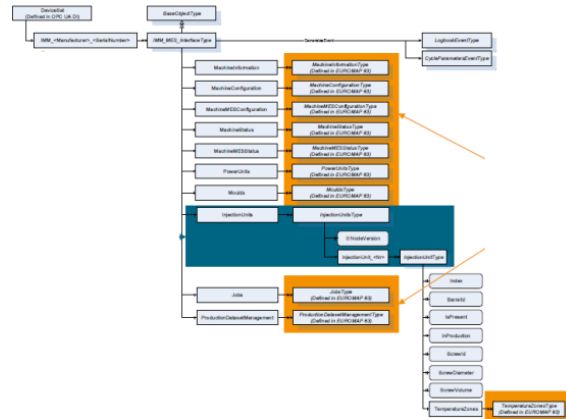 DeviceSet
(Defined in OPC UA DI)
BaseObjectType
IMM_<Manufacturer>_<SerialNumber>
IMM_MES_InterfaceType
GeneratesEvent
LogbookEventType
CycleParametersEventType
MachineInformation
MachineInformationType
(Defined in EUROMAP 83)
MachineConfiguration
MachineConfigurationType
(Defined in EUROMAP 83)
MachineMESConfiguration
MachineMESConfigurationType
(Defined in EUROMAP 83)
MachineStatus
MachineStatusType
(Defined in EUROMAP 83)
MachineMESStatus
MachineMESStatusType
(Defined in EUROMAP 83)
PowerUnits
PowerUnitsType
(Defined in EUROMAP 83)
Moulds
MouldsType
(Defined in EUROMAP 83)
InjectionUnits
InjectionUnitsType
0:NodeVersion
InjectionUnit_<Nr>
InjectionUnitType
Index
BarrelId
IsPresent
InProduction
ScrewId
ScrewDiameter
ScrewVolume
TemperatureZones
TemperatureZonesType
(Defined in EUROMAP 83)
Jobs
JobsType
(Defined in EUROMAP 83)
ProductionDatasetManagement
ProductionDatasetManagementType
(Defined in EUROMAP 83)